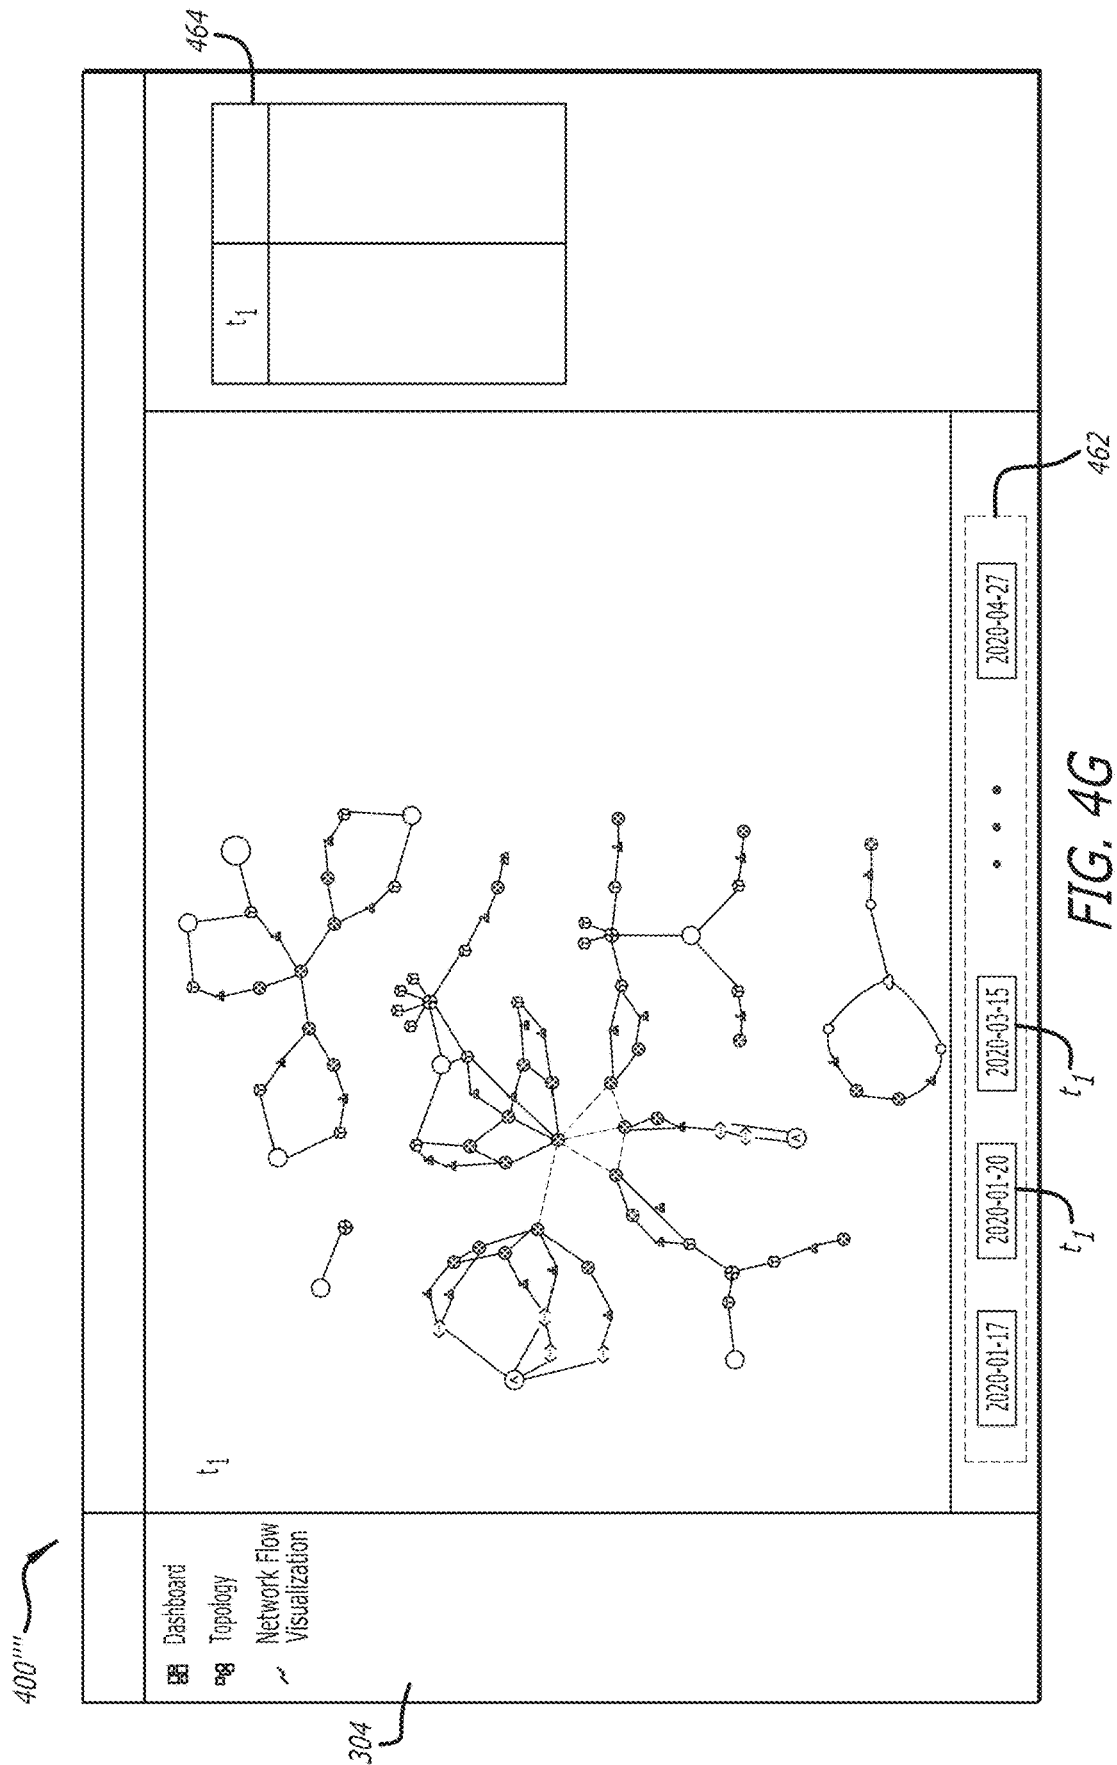 400""'
304
Dashboard
Topology
Network Flow
Visualization
t1
t1
464
A
A
2020-01-17
2020-01-20
2020-03-15
2020-04-27
t1
t1
462
FIG. 4G